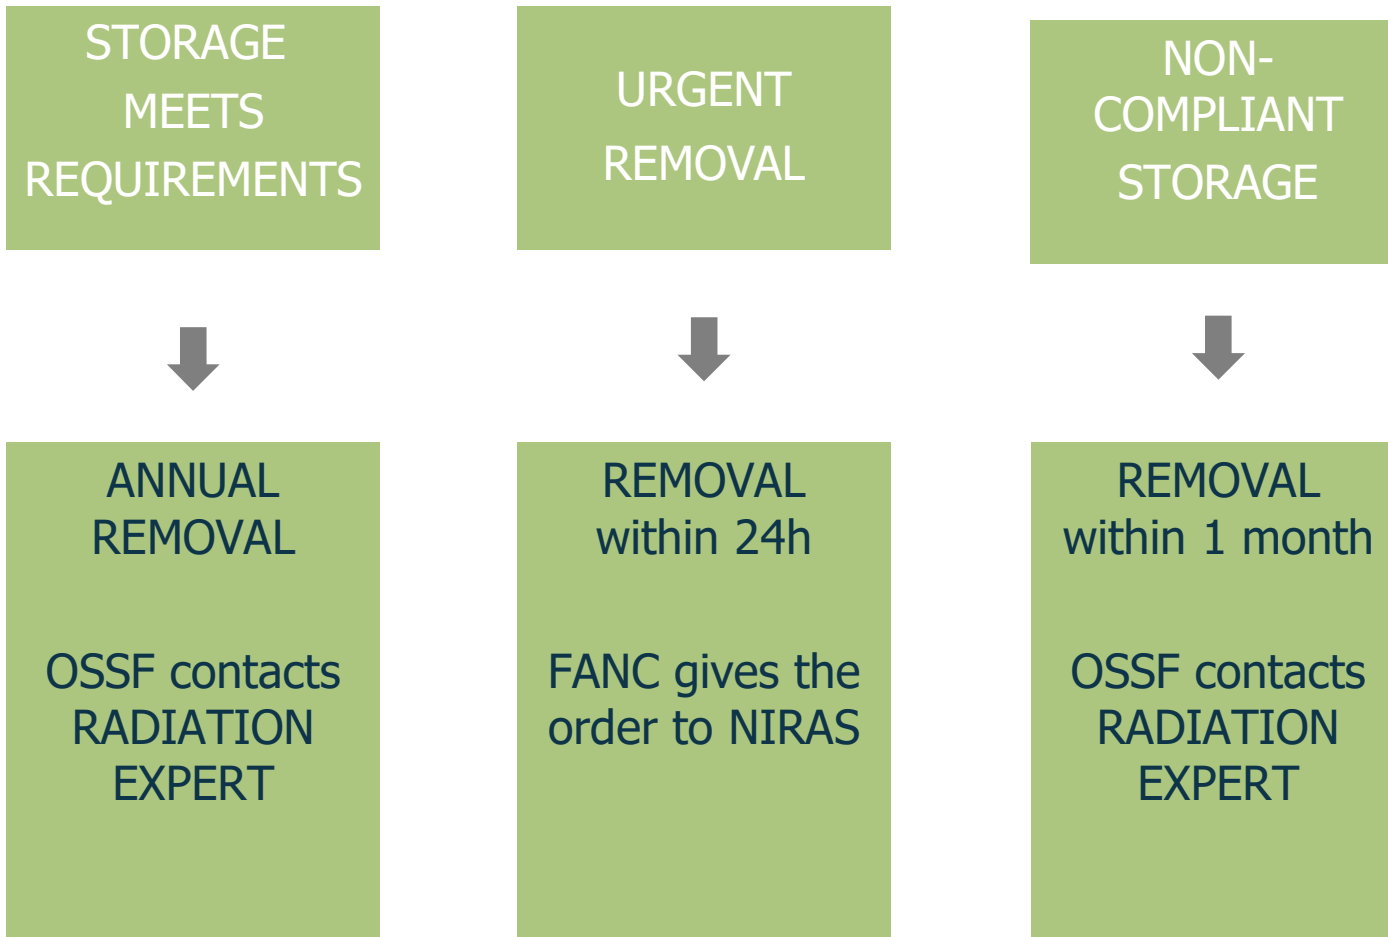 STORAGE
MEETS
REQUIREMENTS
URGENT
REMOVAL
NON-
COMPLIANT
STORAGE
ANNUAL
REMOVAL
OSSF contacts
RADIATION
EXPERT
REMOVAL
within 24h
FANC gives the
order to NIRAS
REMOVAL
within 1 month
OSSF contacts
RADIATION
EXPERT